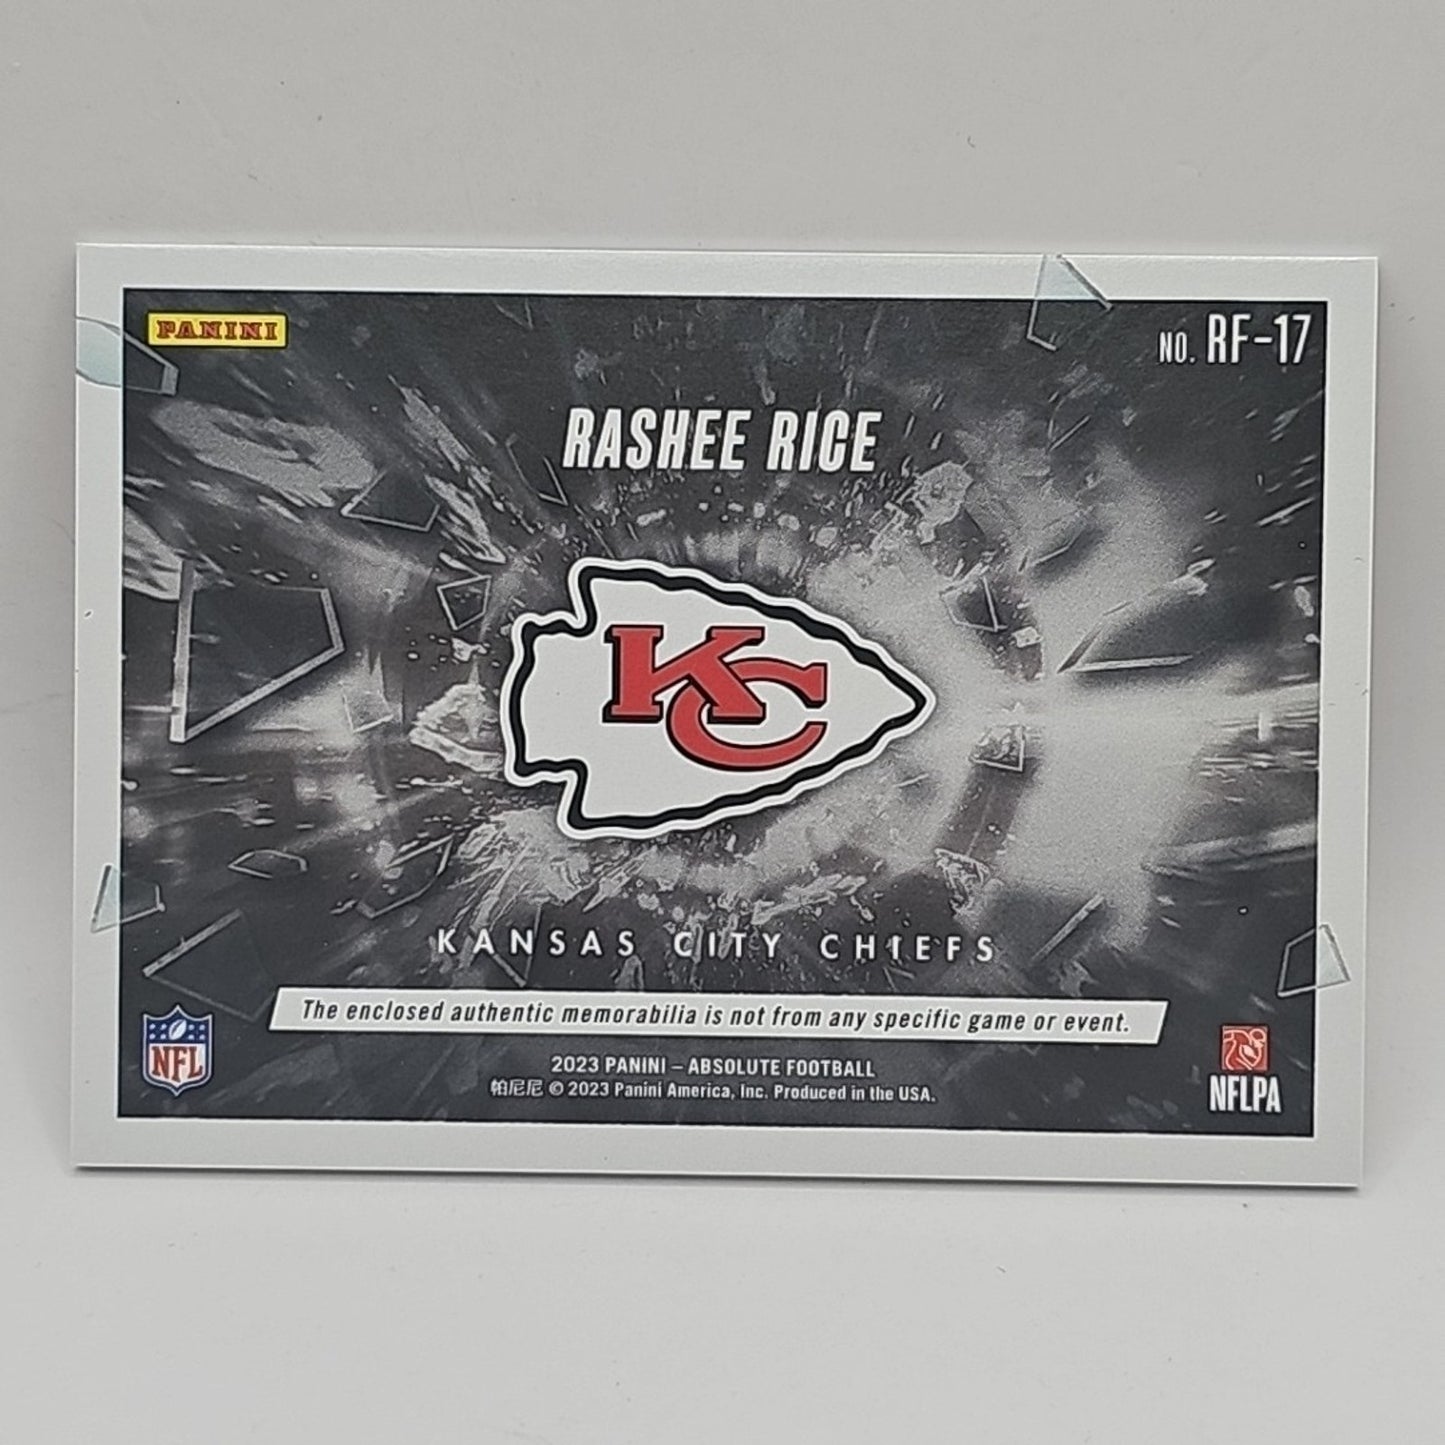 PANINI
NO. RF-17
RASHEE RICE
KC
KANSAS CITY CHIEFS
The enclosed authentic memorabilia is not from any specific game or event.
2023 PANINI – ABSOLUTE FOOTBALL
帕尼尼 © 2023 Panini America, Inc. Produced in the USA.
NFL
NFLPA